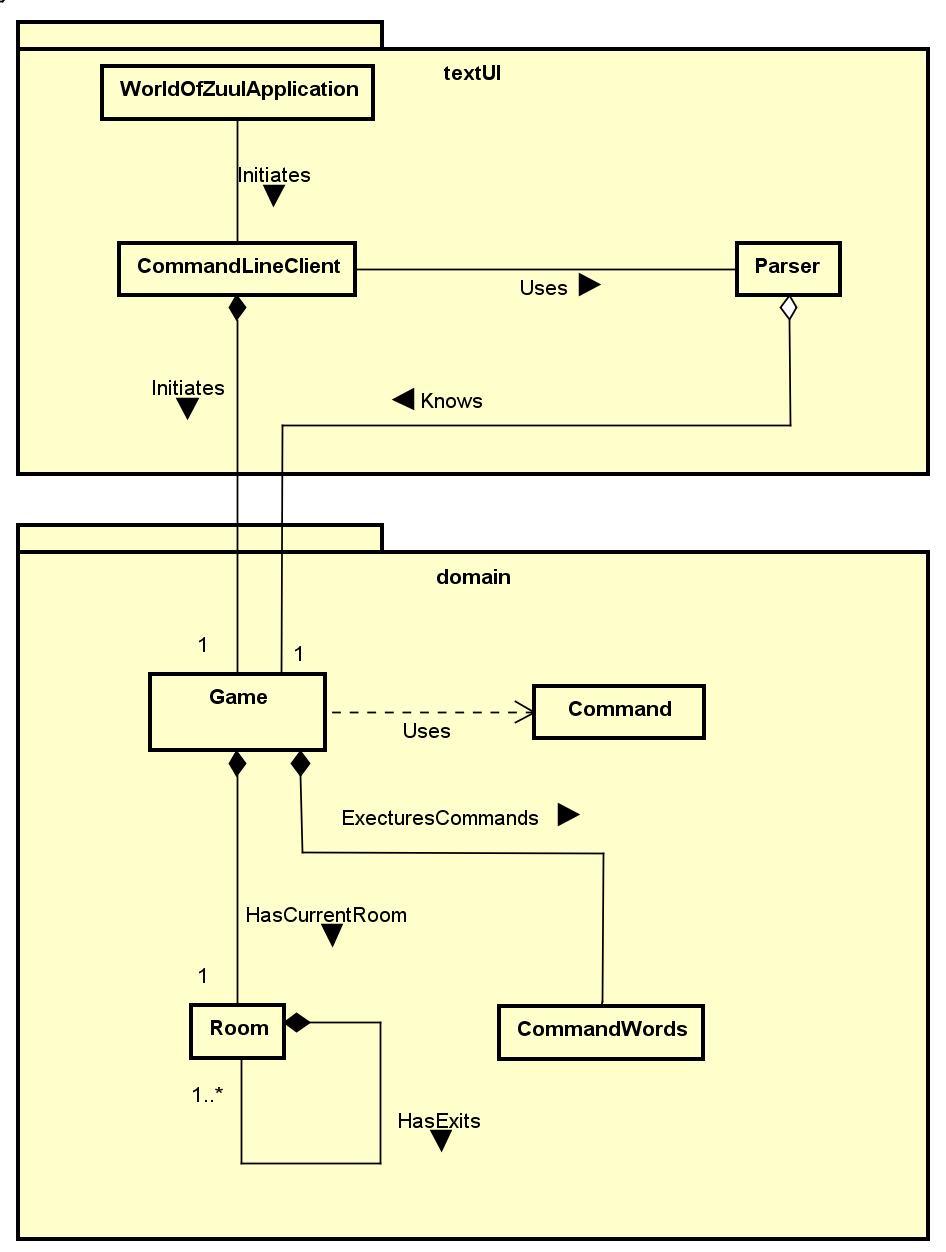 textUI
WorldOfZuulApplication
Initiates
CommandLineClient
Parser
Uses
Initiates
Knows
domain
1
1
Game
Command
Uses
ExecturesCommands
HasCurrentRoom
1
Room
CommandWords
1..*
HasExits